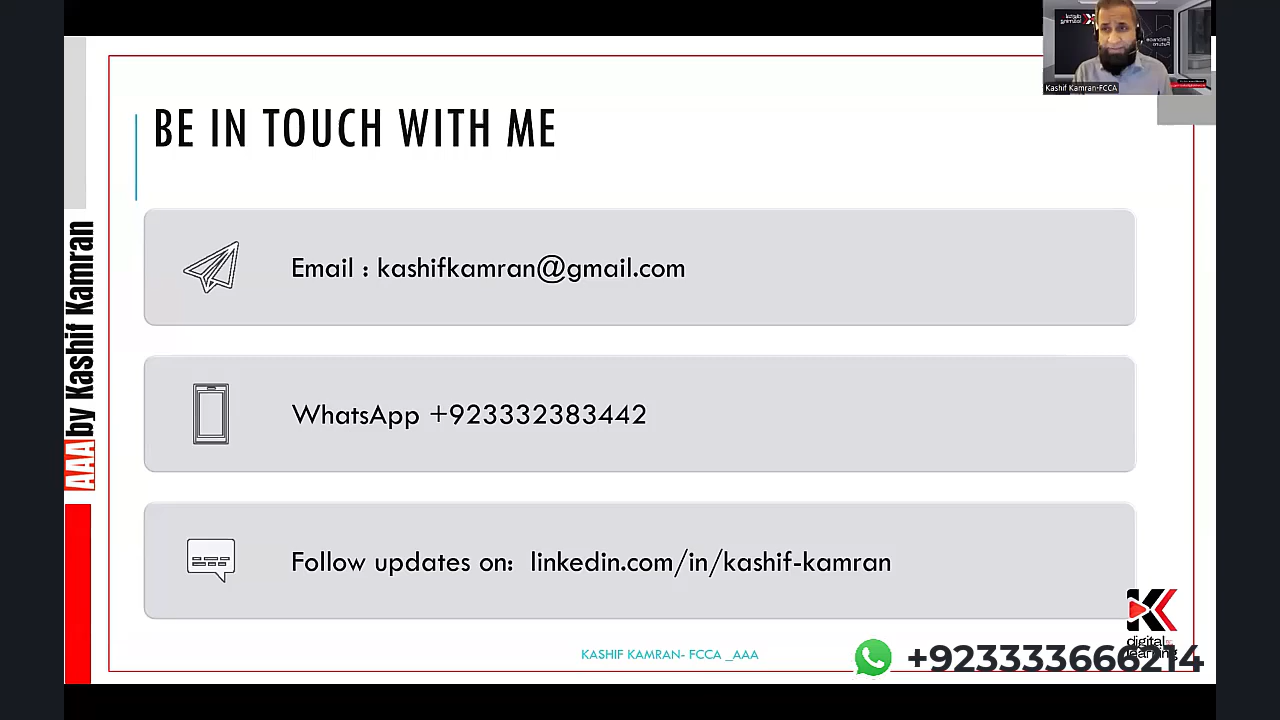 BE IN TOUCH WITH ME
Email : kashifkamran@gmail.com
WhatsApp +923332383442
Follow updates on: linkedin.com/in/kashif-kamran
AAA by Kashif Kamran
KASHIF KAMRAN- FCCA _AAA
digital
learning
+923333666214
Kashif Kamran-FCCA